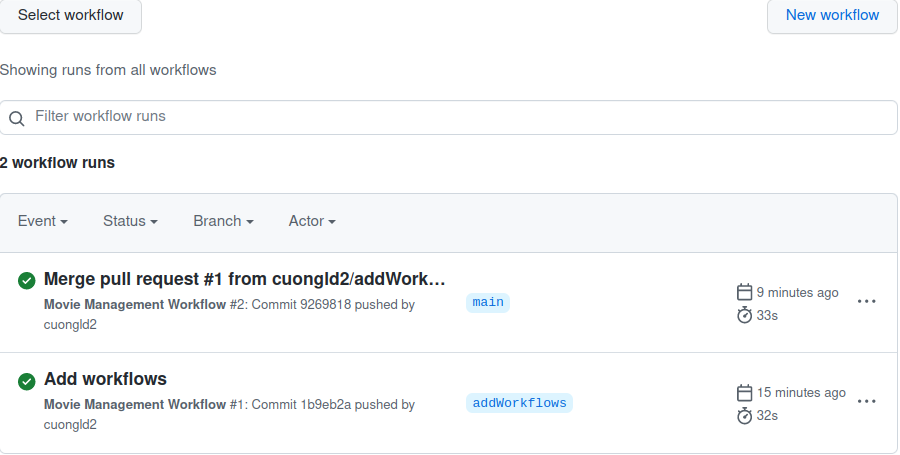 Select workflow
New workflow
Showing runs from all workflows
Filter workflow runs
2 workflow runs
Event Status Branch Actor
Merge pull request #1 from cuongld2/addWork...
Movie Management Workflow #2: Commit 9269818 pushed by
cuongld2
main
9 minutes ago
33s
Add workflows
Movie Management Workflow #1: Commit 1b9eb2a pushed by
cuongld2
addWorkflows
15 minutes ago
32s